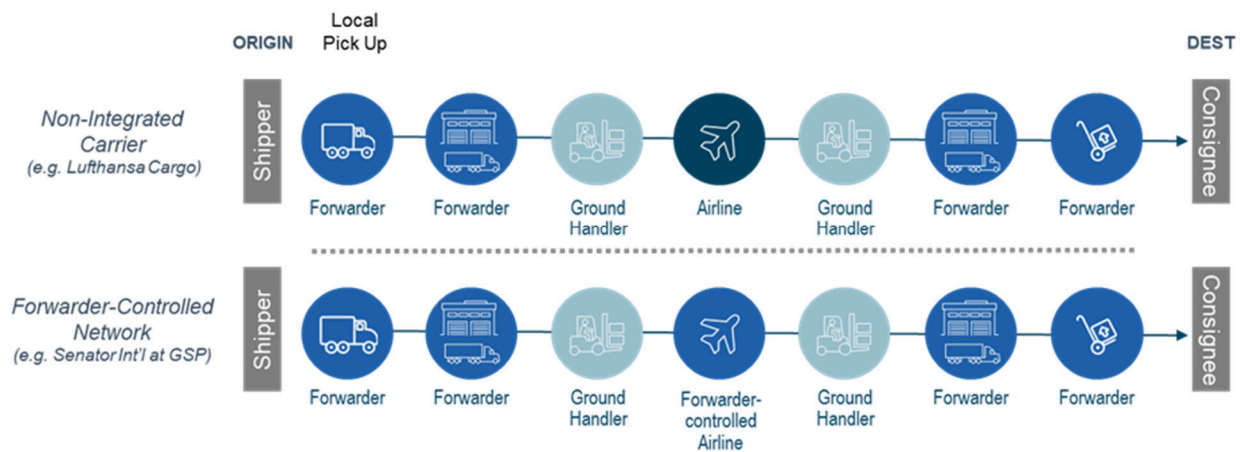 Local
Pick Up
ORIGIN
DEST
Non-Integrated
Carrier
(e.g. Lufthansa Cargo)
Shipper
Consignee
Forwarder
Forwarder
Ground
Handler
Airline
Ground
Handler
Forwarder
Forwarder
Forwarder-Controlled
Network
(e.g. Senator Int'l at GSP)
Shipper
Consignee
Forwarder
Forwarder
Ground
Handler
Forwarder-
controlled
Airline
Ground
Handler
Forwarder
Forwarder